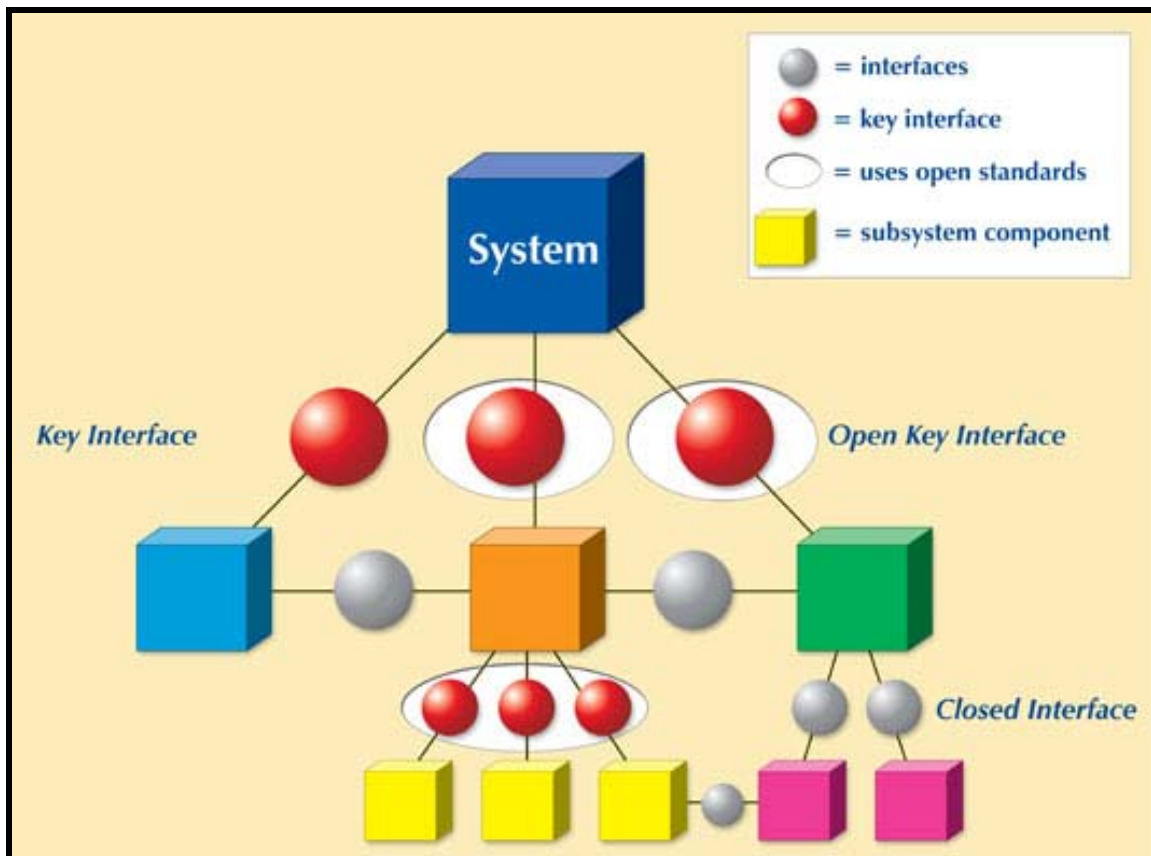 = interfaces
= key interface
= uses open standards
= subsystem component
System
Key Interface
Open Key Interface
Closed Interface